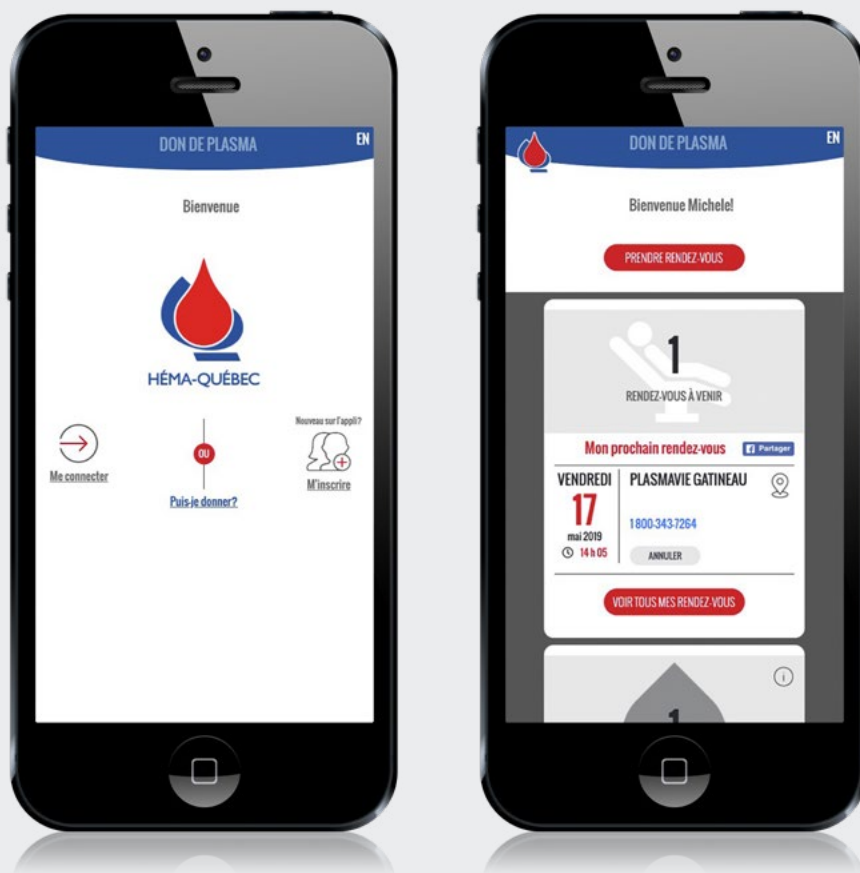 DON DE PLASMA
EN
Bienvenue
HÉMA-QUÉBEC
Me connecter
OU
Puis-je donner?
Nouveau sur l'appli?
M'inscrire
DON DE PLASMA
EN
Bienvenue Michele!
PRENDRE RENDEZ-VOUS
1
RENDEZ-VOUS À VENIR
Mon prochain rendez-vous
f Partager
VENDREDI
17
mai 2019
14 h 05
PLASMAVIE GATINEAU
1 800-343-7264
ANNULER
VOIR TOUS MES RENDEZ-VOUS
i
1